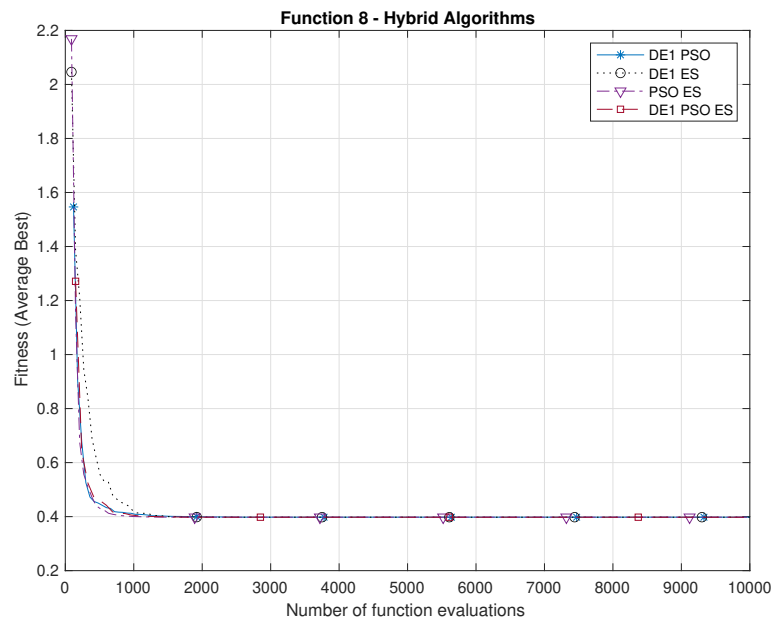 Function 8 - Hybrid Algorithms
2.2
2
1.8
1.6
1.4
1.2
1
0.8
0.6
0.4
0.2
Fitness (Average Best)
DE1 PSO
DE1 ES
PSO ES
DE1 PSO ES
0 1000 2000 3000 4000 5000 6000 7000 8000 9000 10000
Number of function evaluations